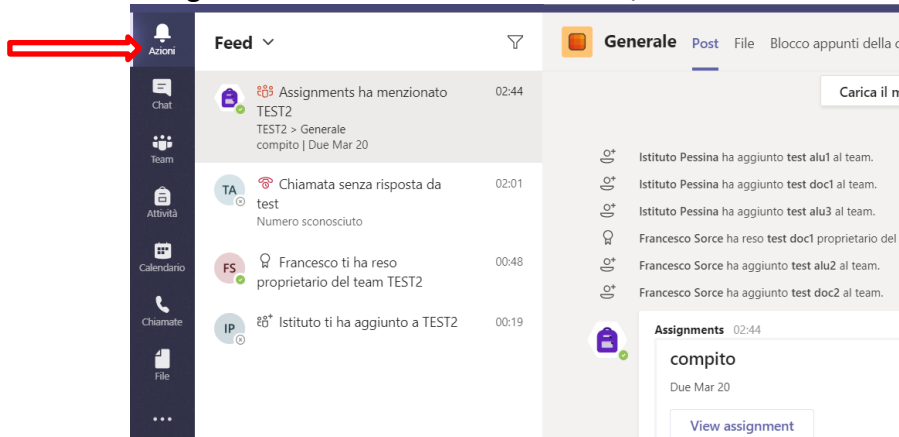 Azioni
Chat
Team
Attività
Calendario
Chiamate
File
Feed
Assignments ha menzionato 02:44
TEST2
TEST2 > Generale
compito | Due Mar 20
TA
Chiamata senza risposta da 02:01
test
Numero sconosciuto
FS
Francesco ti ha reso 00:48
proprietario del team TEST2
IP
Istituto ti ha aggiunto a TEST2 00:19
Generale Post File Blocco appunti della
Carica il
Istituto Pessina ha aggiunto test alu1 al team.
Istituto Pessina ha aggiunto test doc1 al team.
Istituto Pessina ha aggiunto test alu3 al team.
Francesco Sorce ha reso test doc1 proprietario del
Francesco Sorce ha aggiunto test alu2 al team.
Francesco Sorce ha aggiunto test doc2 al team.
Assignments 02:44
compito
Due Mar 20
View assignment